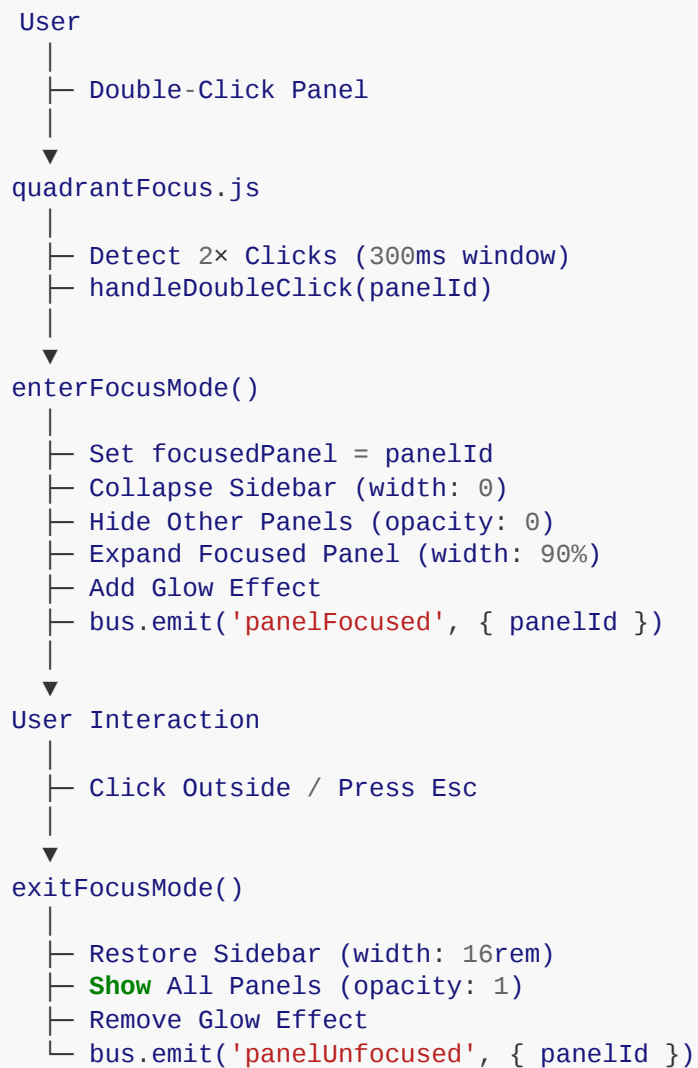 User
  │
  ├─ Double-Click Panel
  │
  ▼
quadrantFocus.js
  │
  ├─ Detect 2× Clicks (300ms window)
  ├─ handleDoubleClick(panelId)
  │
  ▼
enterFocusMode()
  │
  ├─ Set focusedPanel = panelId
  ├─ Collapse Sidebar (width: 0)
  ├─ Hide Other Panels (opacity: 0)
  ├─ Expand Focused Panel (width: 90%)
  ├─ Add Glow Effect
  ├─ bus.emit('panelFocused', { panelId })
  │
  ▼
User Interaction
  │
  ├─ Click Outside / Press Esc
  │
  ▼
exitFocusMode()
  │
  ├─ Restore Sidebar (width: 16rem)
  ├─ Show All Panels (opacity: 1)
  ├─ Remove Glow Effect
  └─ bus.emit('panelUnfocused', { panelId })